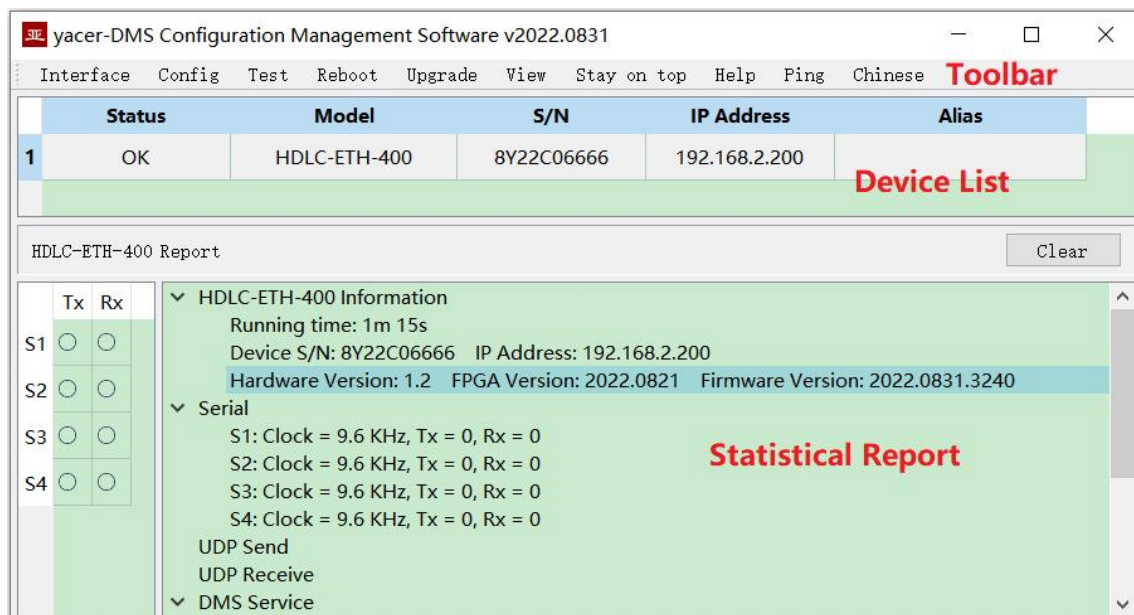 亚 yacer-DMS Configuration Management Software v2022.0831
Interface Config Test Reboot Upgrade View Stay on top Help Ping Chinese Toolbar
Status Model S/N IP Address Alias
1 OK HDLC-ETH-400 8Y22C06666 192.168.2.200
Device List
HDLC-ETH-400 Report Clear
Tx Rx
HDLC-ETH-400 Information
Running time: 1m 15s
S1
Device S/N: 8Y22C06666 IP Address: 192.168.2.200
Hardware Version: 1.2 FPGA Version: 2022.0821 Firmware Version: 2022.0831.3240
S2
Serial
S3
S1: Clock = 9.6 KHz, Tx = 0, Rx = 0
Statistical Report
S2: Clock = 9.6 KHz, Tx = 0, Rx = 0
S4
S3: Clock = 9.6 KHz, Tx = 0, Rx = 0
S4: Clock = 9.6 KHz, Tx = 0, Rx = 0
UDP Send
UDP Receive
DMS Service